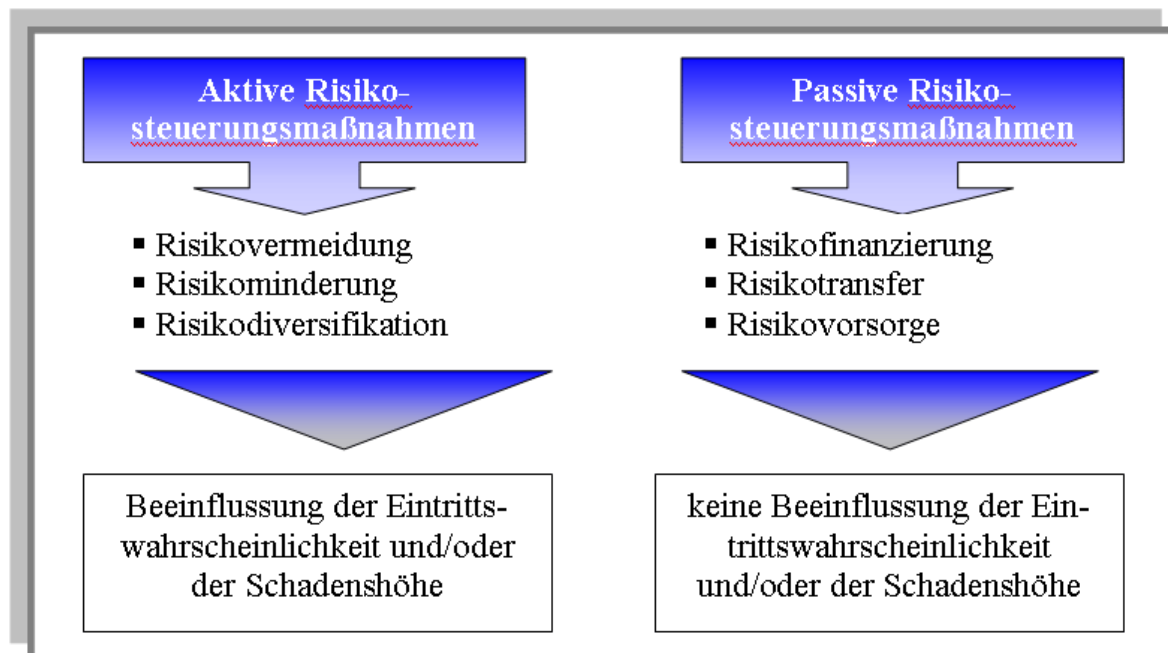 Aktive Risiko-
steuerungsmaßnahmen
▪ Risikovermeidung
▪ Risikominderung
▪ Risikodiversifikation
Beeinflussung der Eintritts-
wahrscheinlichkeit und/oder
der Schadenshöhe
Passive Risiko-
steuerungsmaßnahmen
▪ Risikofinanzierung
▪ Risikotransfer
▪ Risikovorsorge
keine Beeinflussung der Ein-
trittswahrscheinlichkeit
und/oder der Schadenshöhe